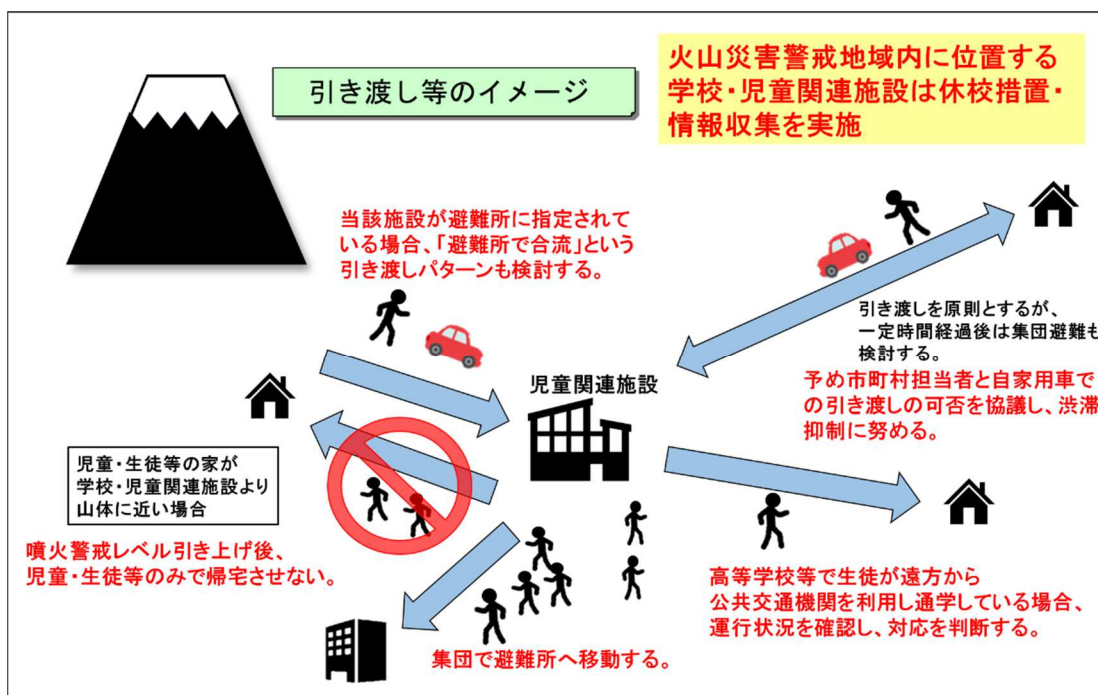 引き渡し等のイメージ
火山災害警戒地域内に位置する
学校・児童関連施設は休校措置・
情報収集を実施
当該施設が避難所に指定されて
いる場合、「避難所で合流」という
引き渡しパターンも検討する。
引き渡しを原則とするが、
一定時間経過後は集団避難も
検討する。
予め市町村担当者と自家用車で
の引き渡しの可否を協議し、渋滞
抑制に努める。
児童関連施設
児童・生徒等の家が
学校・児童関連施設より
山体に近い場合
噴火警戒レベル引き上げ後、
児童・生徒等のみで帰宅させない。
高等学校等で生徒が遠方から
公共交通機関を利用し通学している場合、
運行状況を確認し、対応を判断する。
集団で避難所へ移動する。